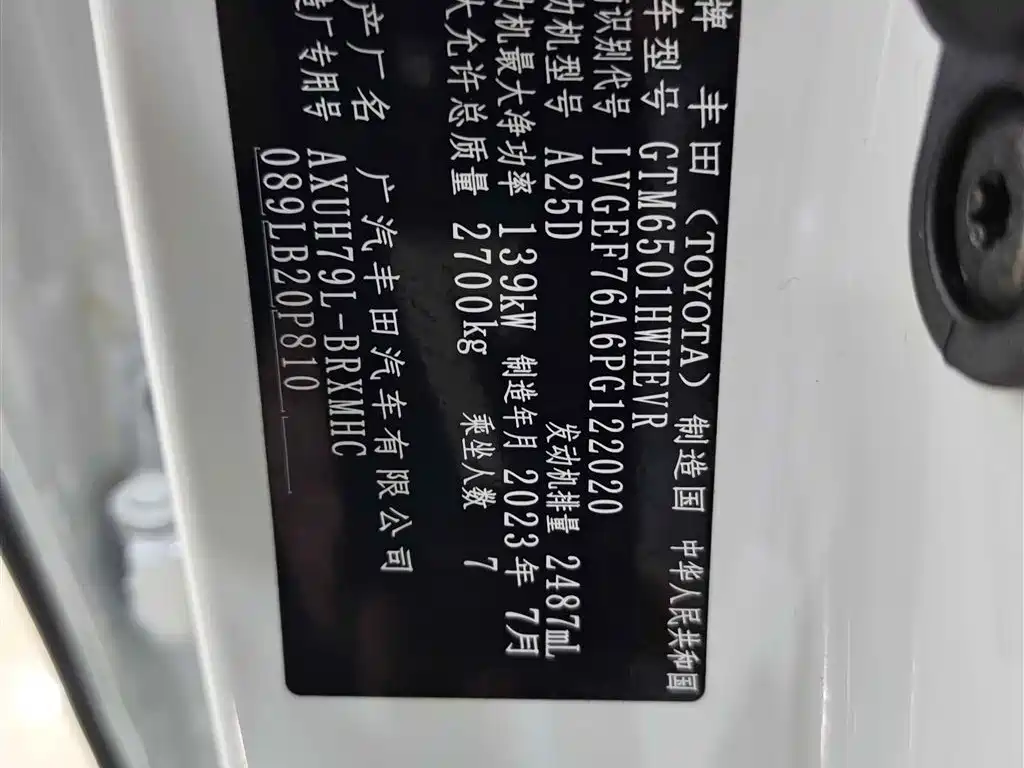 牌 丰田(TOYOTA) 制造国 中华人民共和国
车型号 GTM6501HWHEVR
识别代号 LVGEF76A6PG122020
动机型号 A25D 发动机排量 2487mL
动机最大净功率 139kW 制造年月 2023年 7月
大允许总质量 2700kg 乘坐人数 7
产厂名 广汽丰田汽车有限公司
造厂专用号 AXUH79L-BRXMHC
089LB20P810